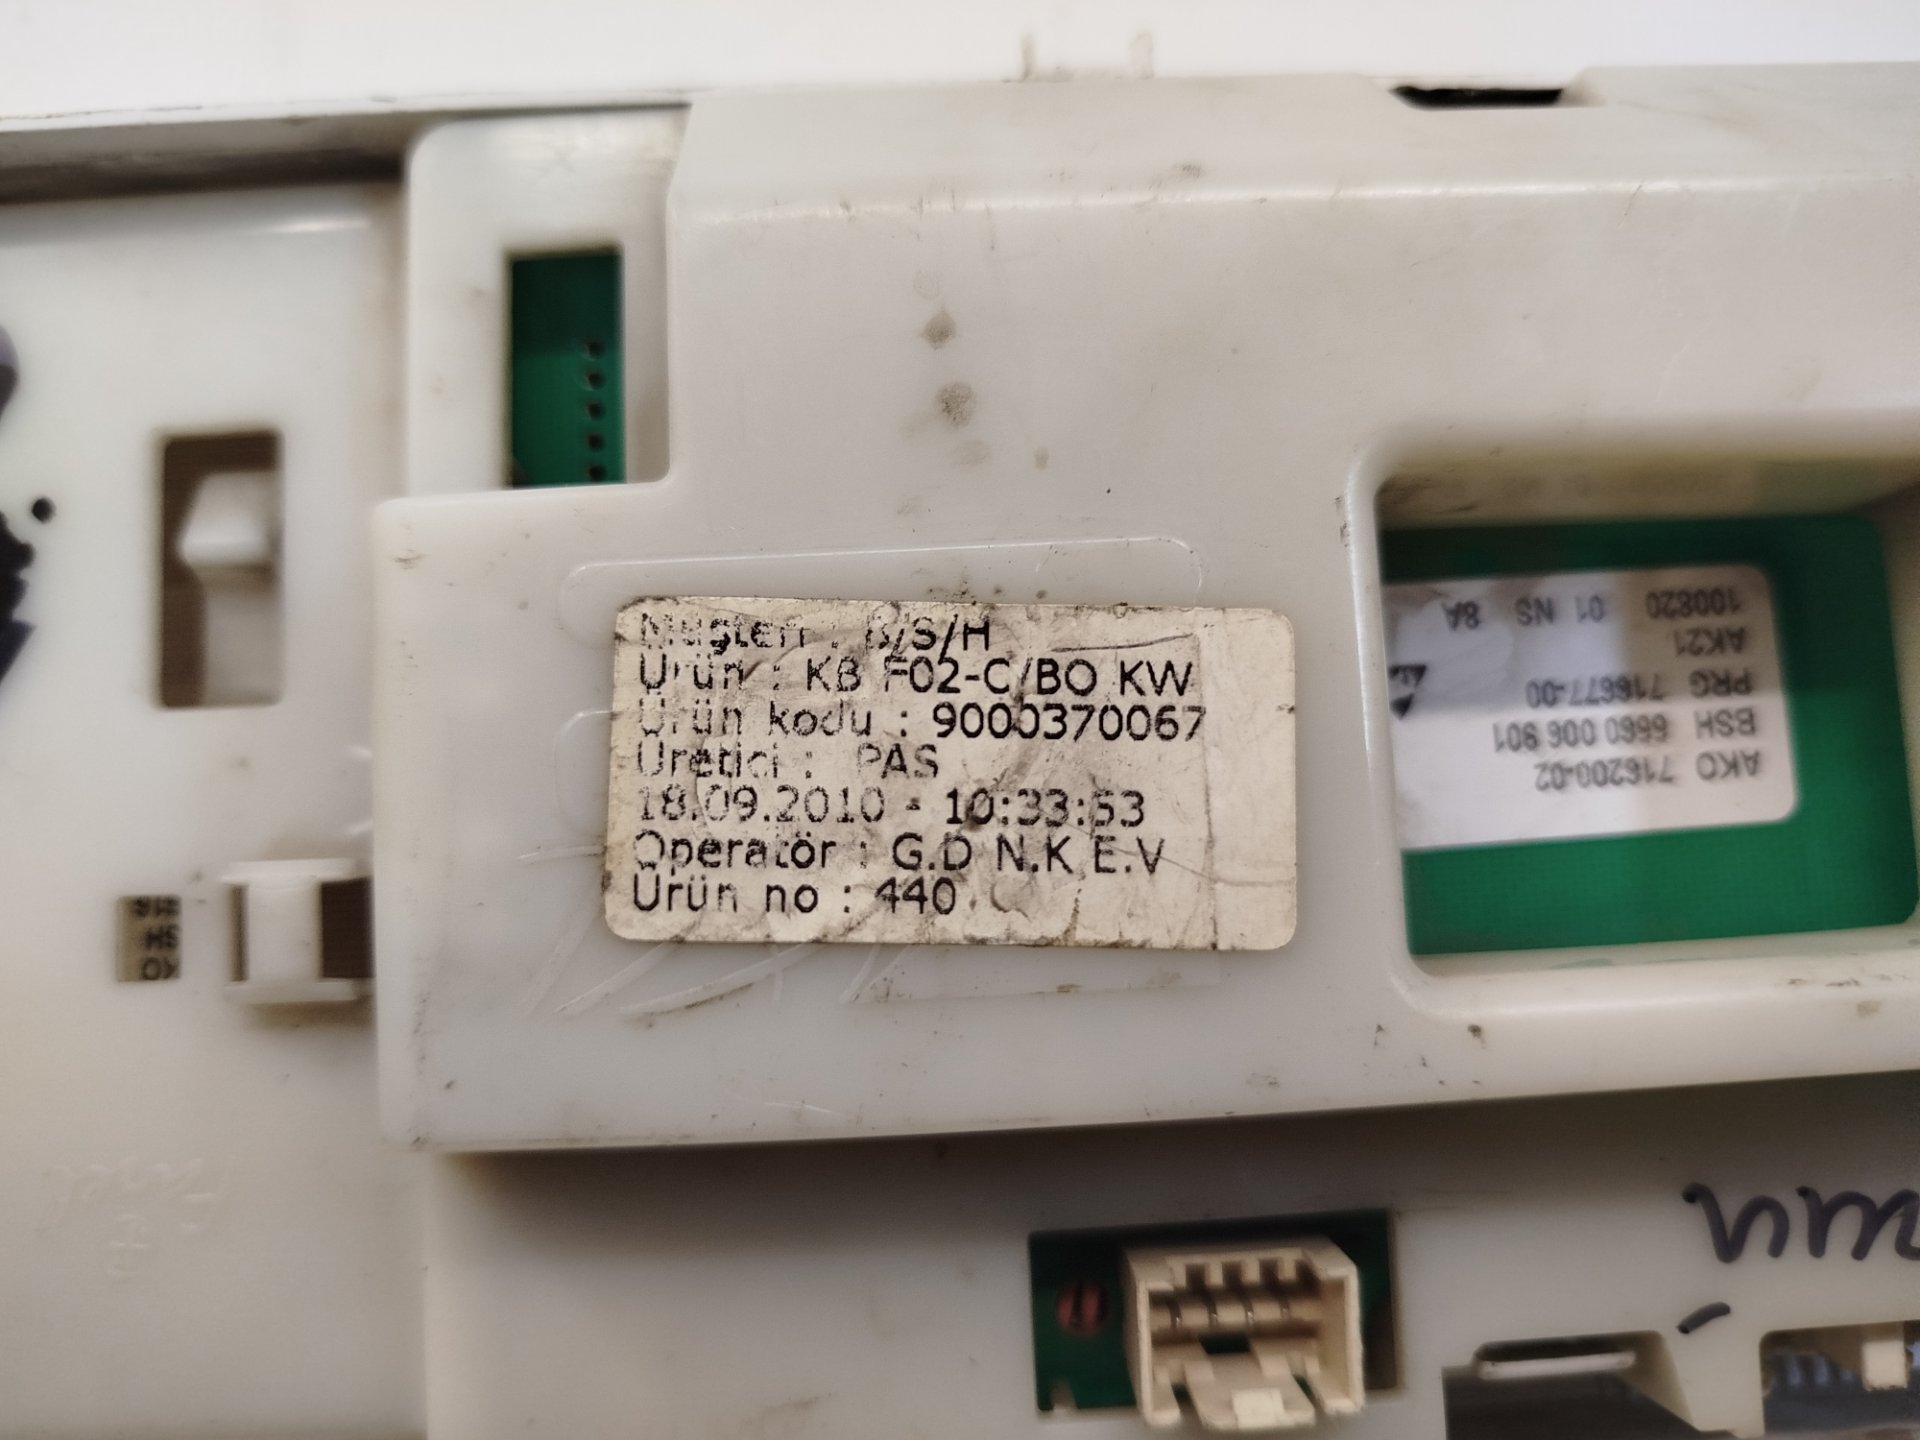 Müşteri : B/S/H
Ürün : KB F02-C/BO KW
Ürün kodu : 9000370067
Üretici : PAS
18.09.2010 - 10:33:53
Operatör : G.D N.K E.V
Ürün no : 440
AKO 716200-02
BSH 6660 006 901
PRG 716677-00
AK21
100820 01 NS 8A